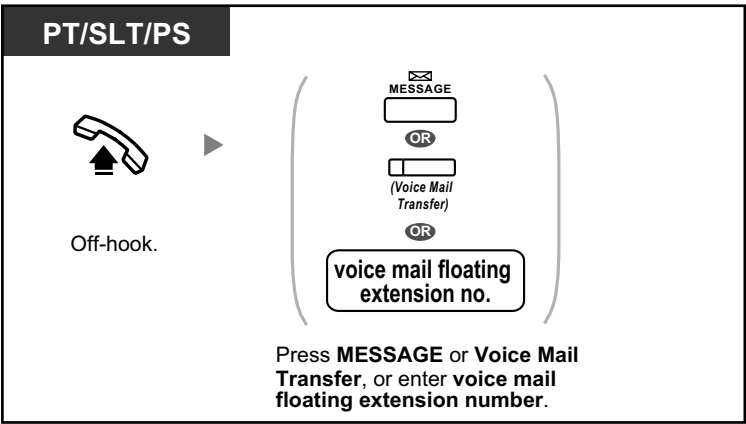 PT/SLT/PS
MESSAGE
OR
(Voice Mail
Transfer)
OR
voice mail floating
extension no.
Off-hook.
Press MESSAGE or Voice Mail
Transfer, or enter voice mail
floating extension number.